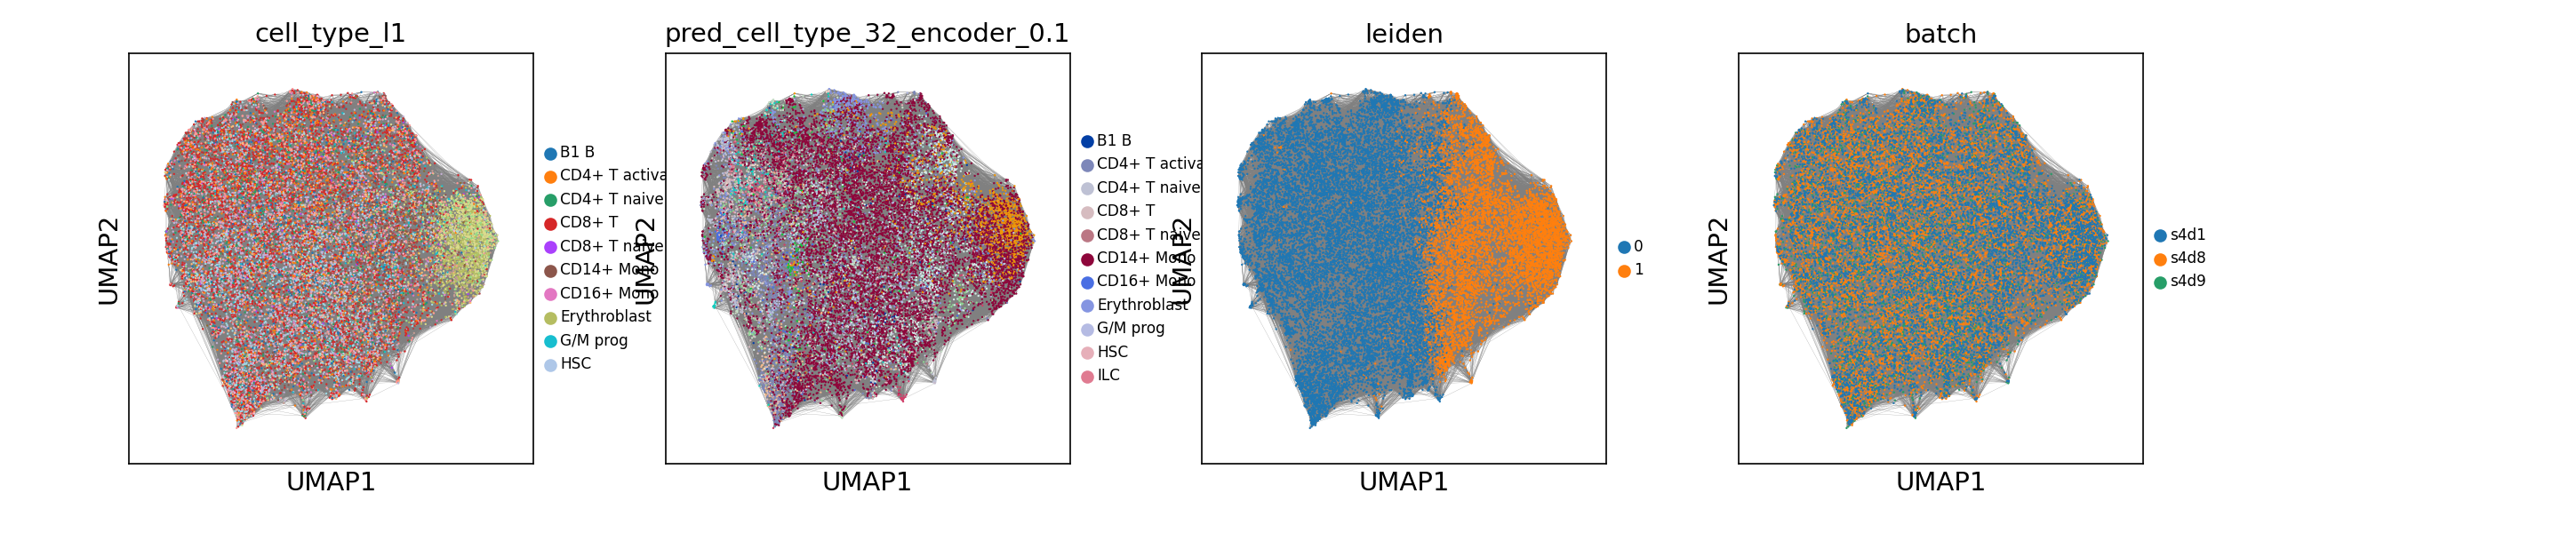 cell_type_l1
UMAP2
UMAP1
B1 B
CD4+ T activa
CD4+ T naive
CD8+ T
CD8+ T naive
CD14+ Mono
CD16+ Mono
Erythroblast
G/M prog
HSC
pred_cell_type_32_encoder_0.1
UMAP2
UMAP1
B1 B
CD4+ T activa
CD4+ T naive
CD8+ T
CD8+ T naive
CD14+ Mono
CD16+ Mono
Erythroblast
G/M prog
HSC
ILC
leiden
UMAP2
UMAP1
0
1
batch
UMAP2
UMAP1
s4d1
s4d8
s4d9